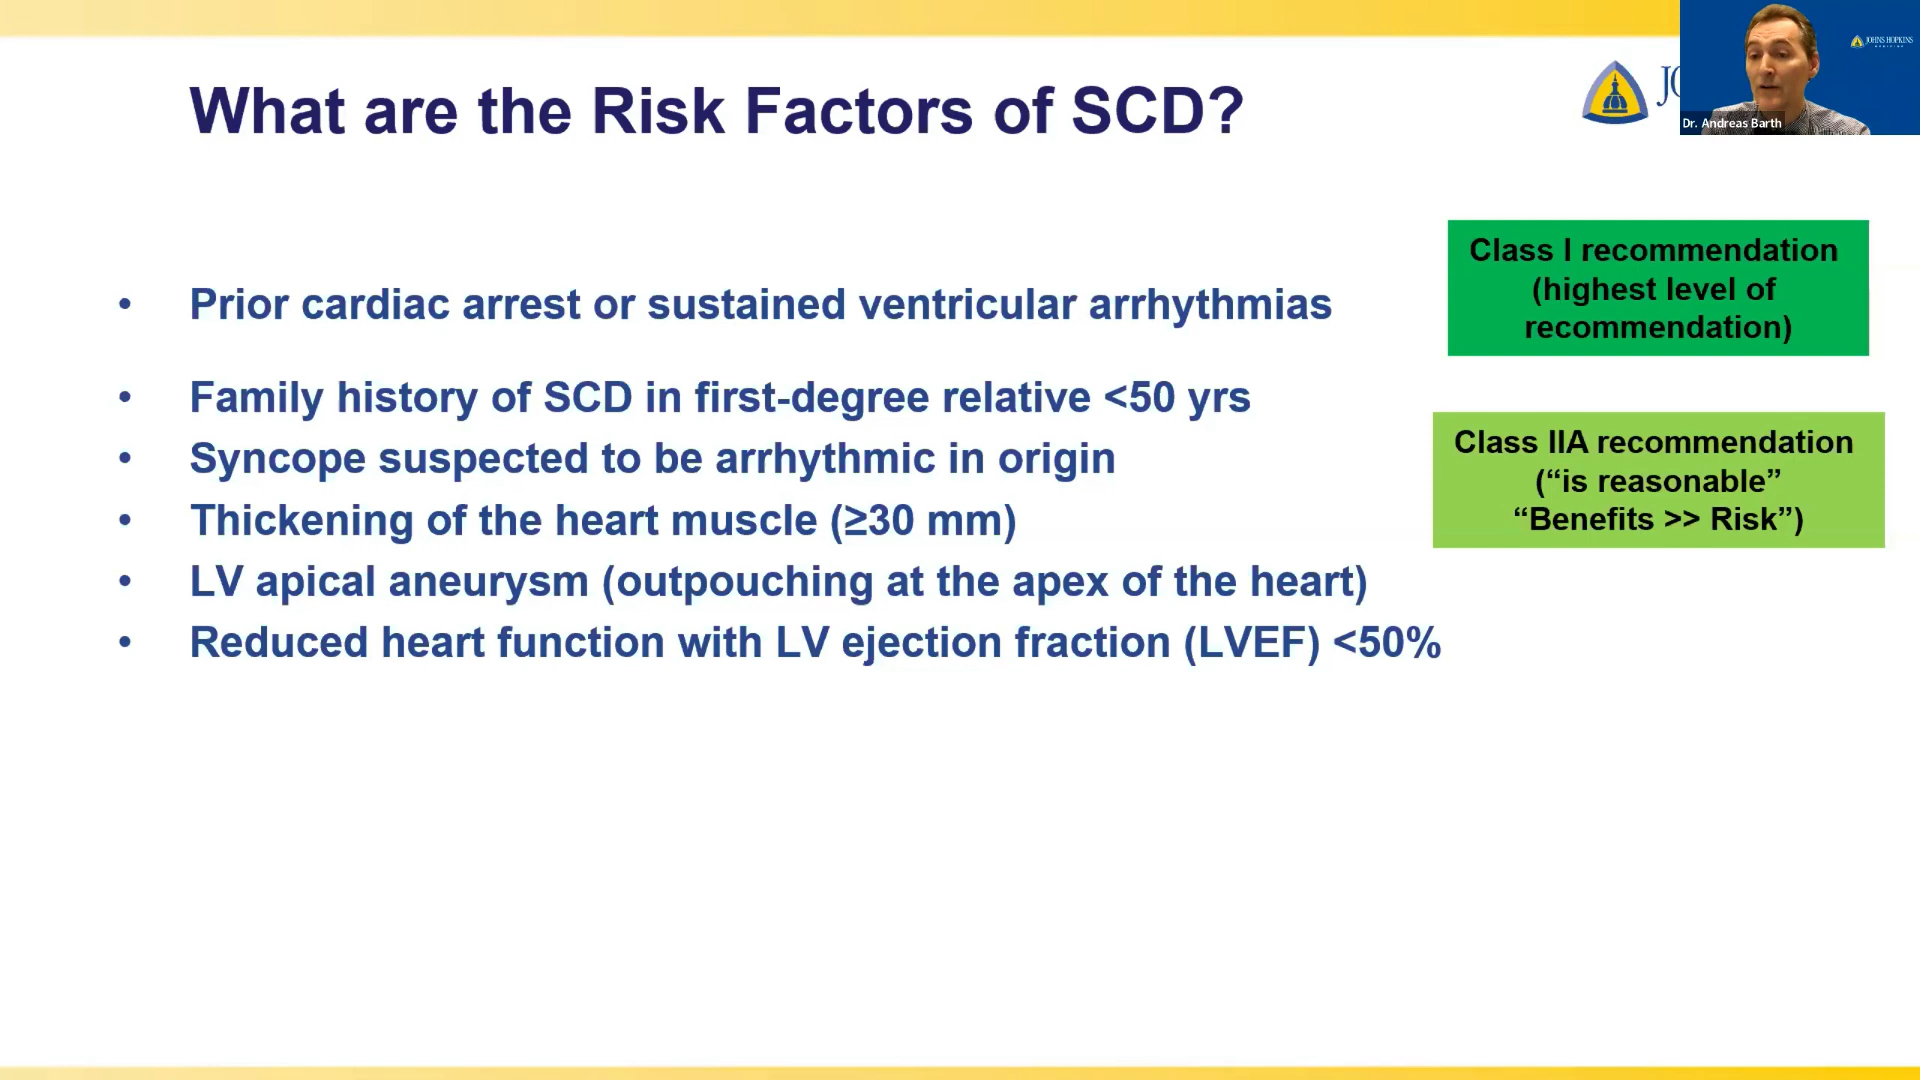 What are the Risk Factors of SCD?
JOHNS HOPKINS
MEDICINE
Dr. Andreas Barth
• Prior cardiac arrest or sustained ventricular arrhythmias
Class I recommendation
(highest level of
recommendation)
• Family history of SCD in first-degree relative <50 yrs
• Syncope suspected to be arrhythmic in origin
• Thickening of the heart muscle (≥30 mm)
• LV apical aneurysm (outpouching at the apex of the heart)
• Reduced heart function with LV ejection fraction (LVEF) <50%
Class IIA recommendation
(“is reasonable”
“Benefits >> Risk”)